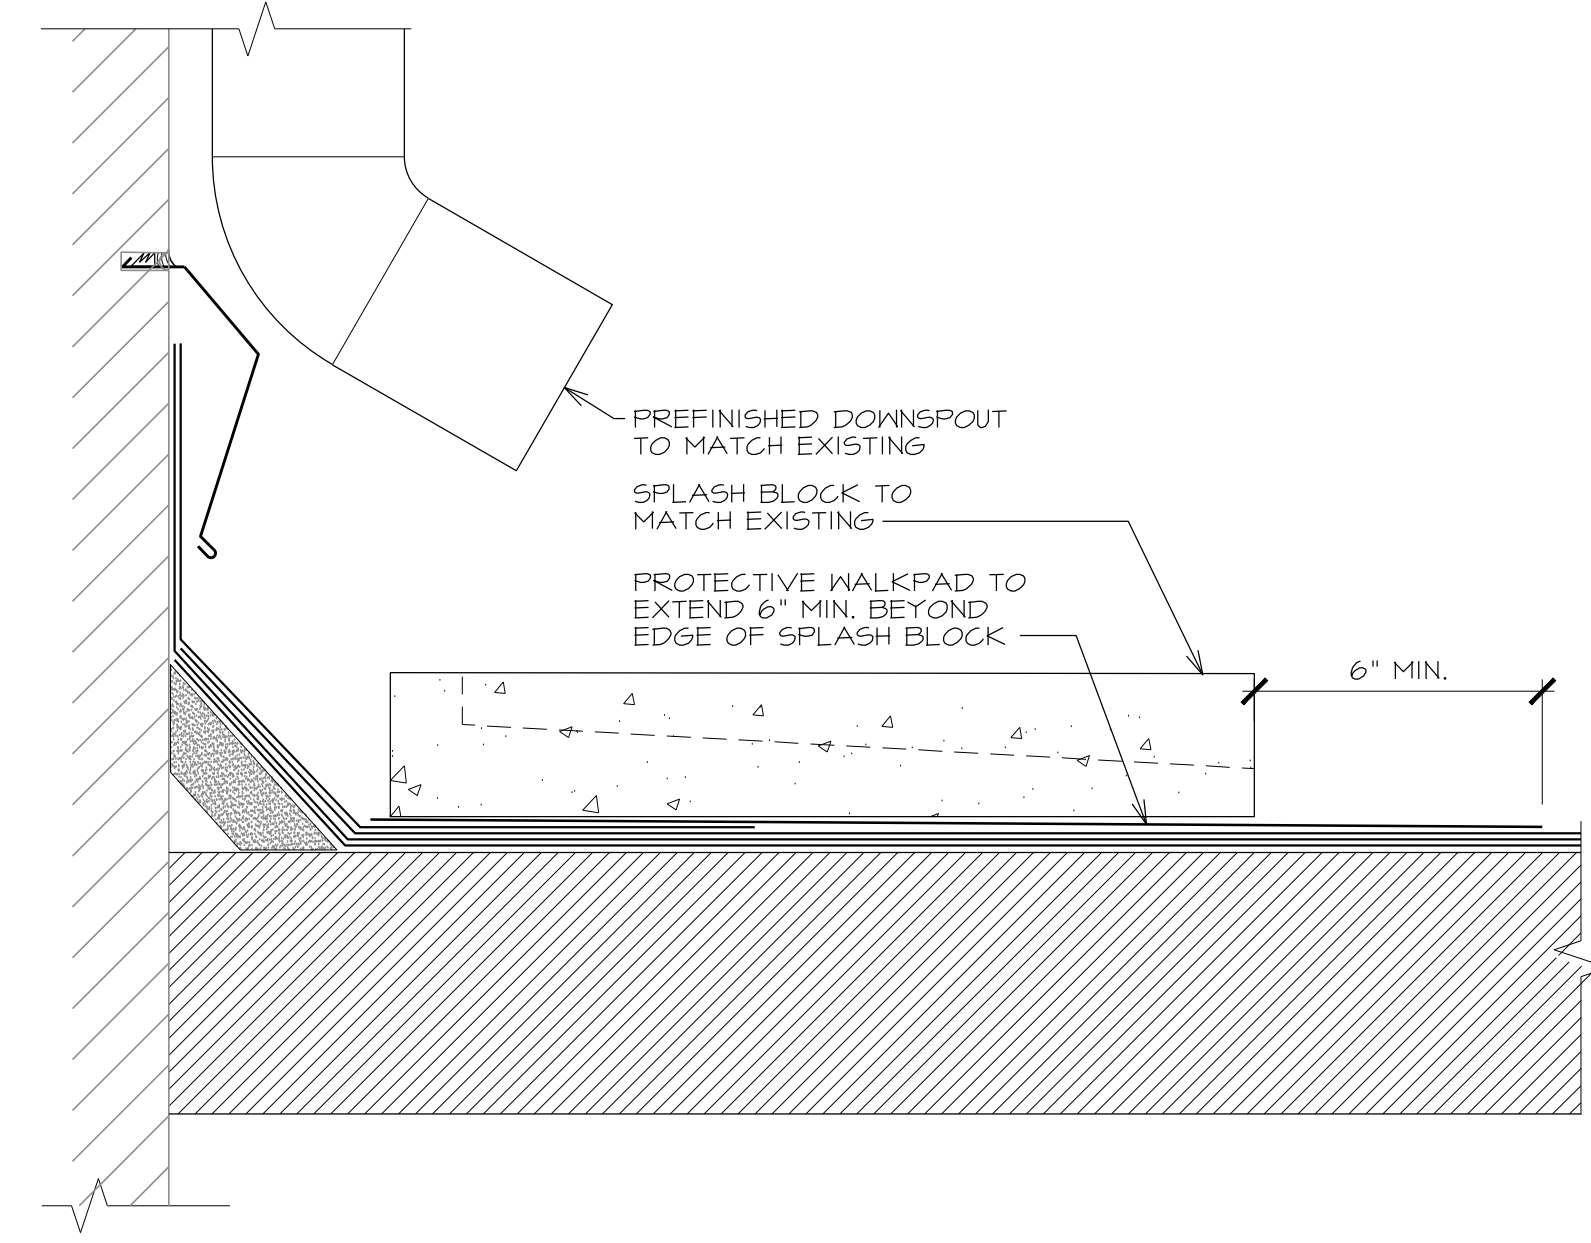 PREFINISHED DOWNSPOUT
TO MATCH EXISTING
SPLASH BLOCK TO
MATCH EXISTING
PROTECTIVE WALKPAD TO
EXTEND 6" MIN. BEYOND
EDGE OF SPLASH BLOCK
6" MIN.